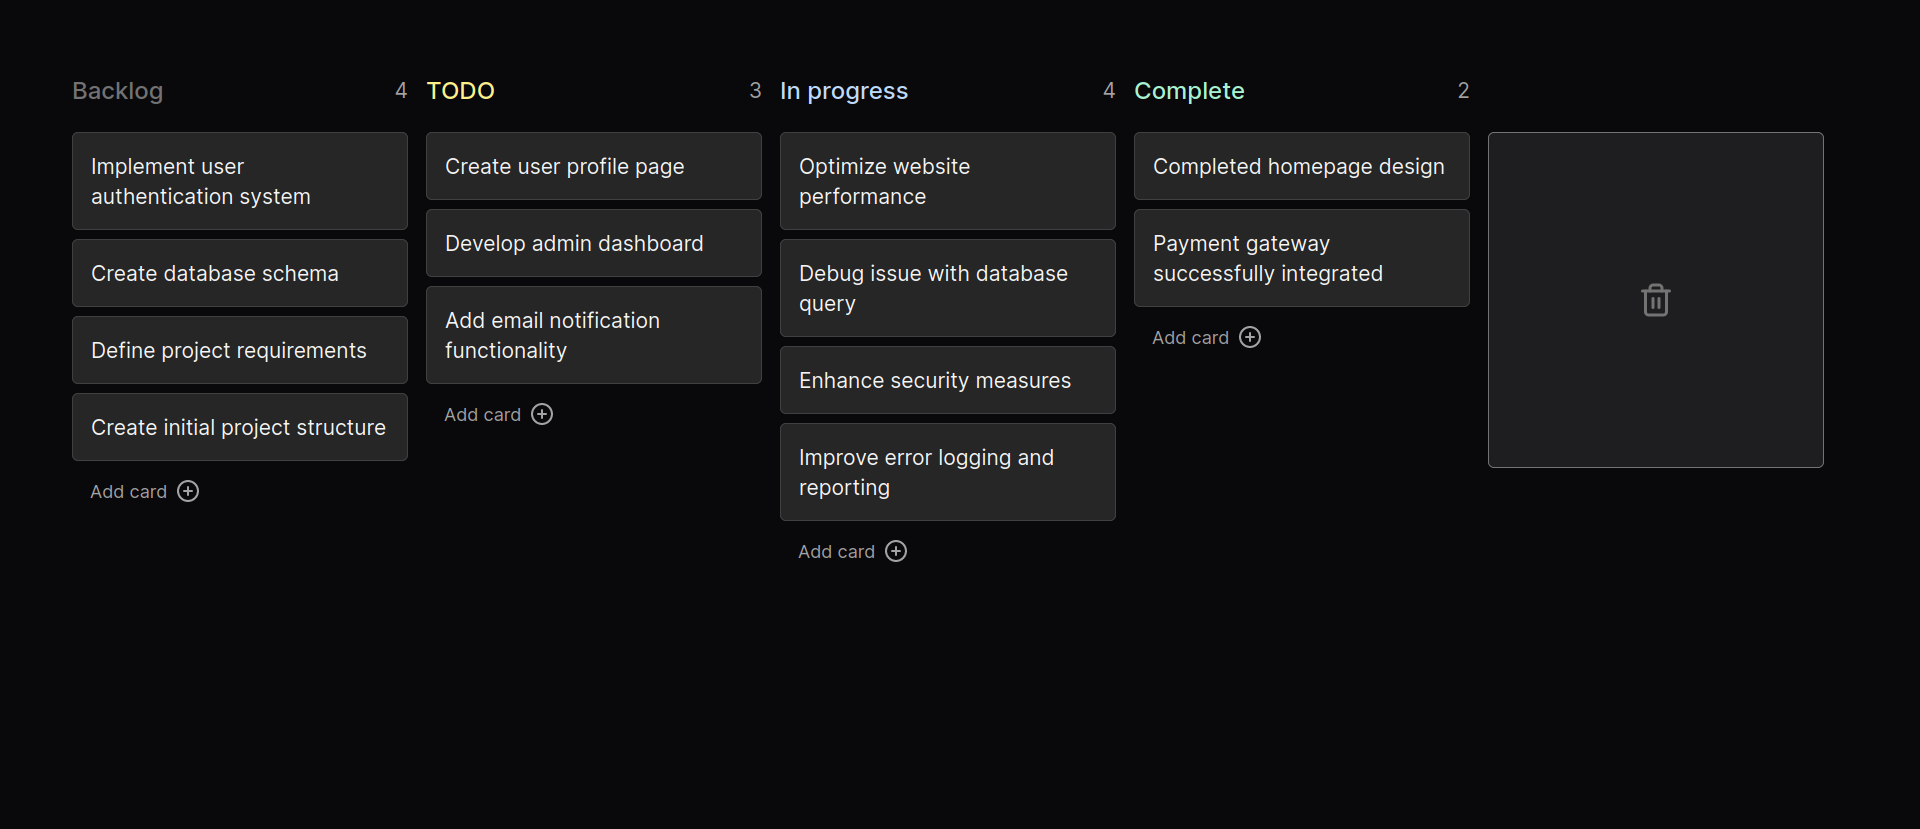 Backlog 4
Implement user
authentication system
Create database schema
Define project requirements
Create initial project structure
Add card
TODO 3
Create user profile page
Develop admin dashboard
Add email notification
functionality
Add card
In progress 4
Optimize website
performance
Debug issue with database
query
Enhance security measures
Improve error logging and
reporting
Add card
Complete 2
Completed homepage design
Payment gateway
successfully integrated
Add card